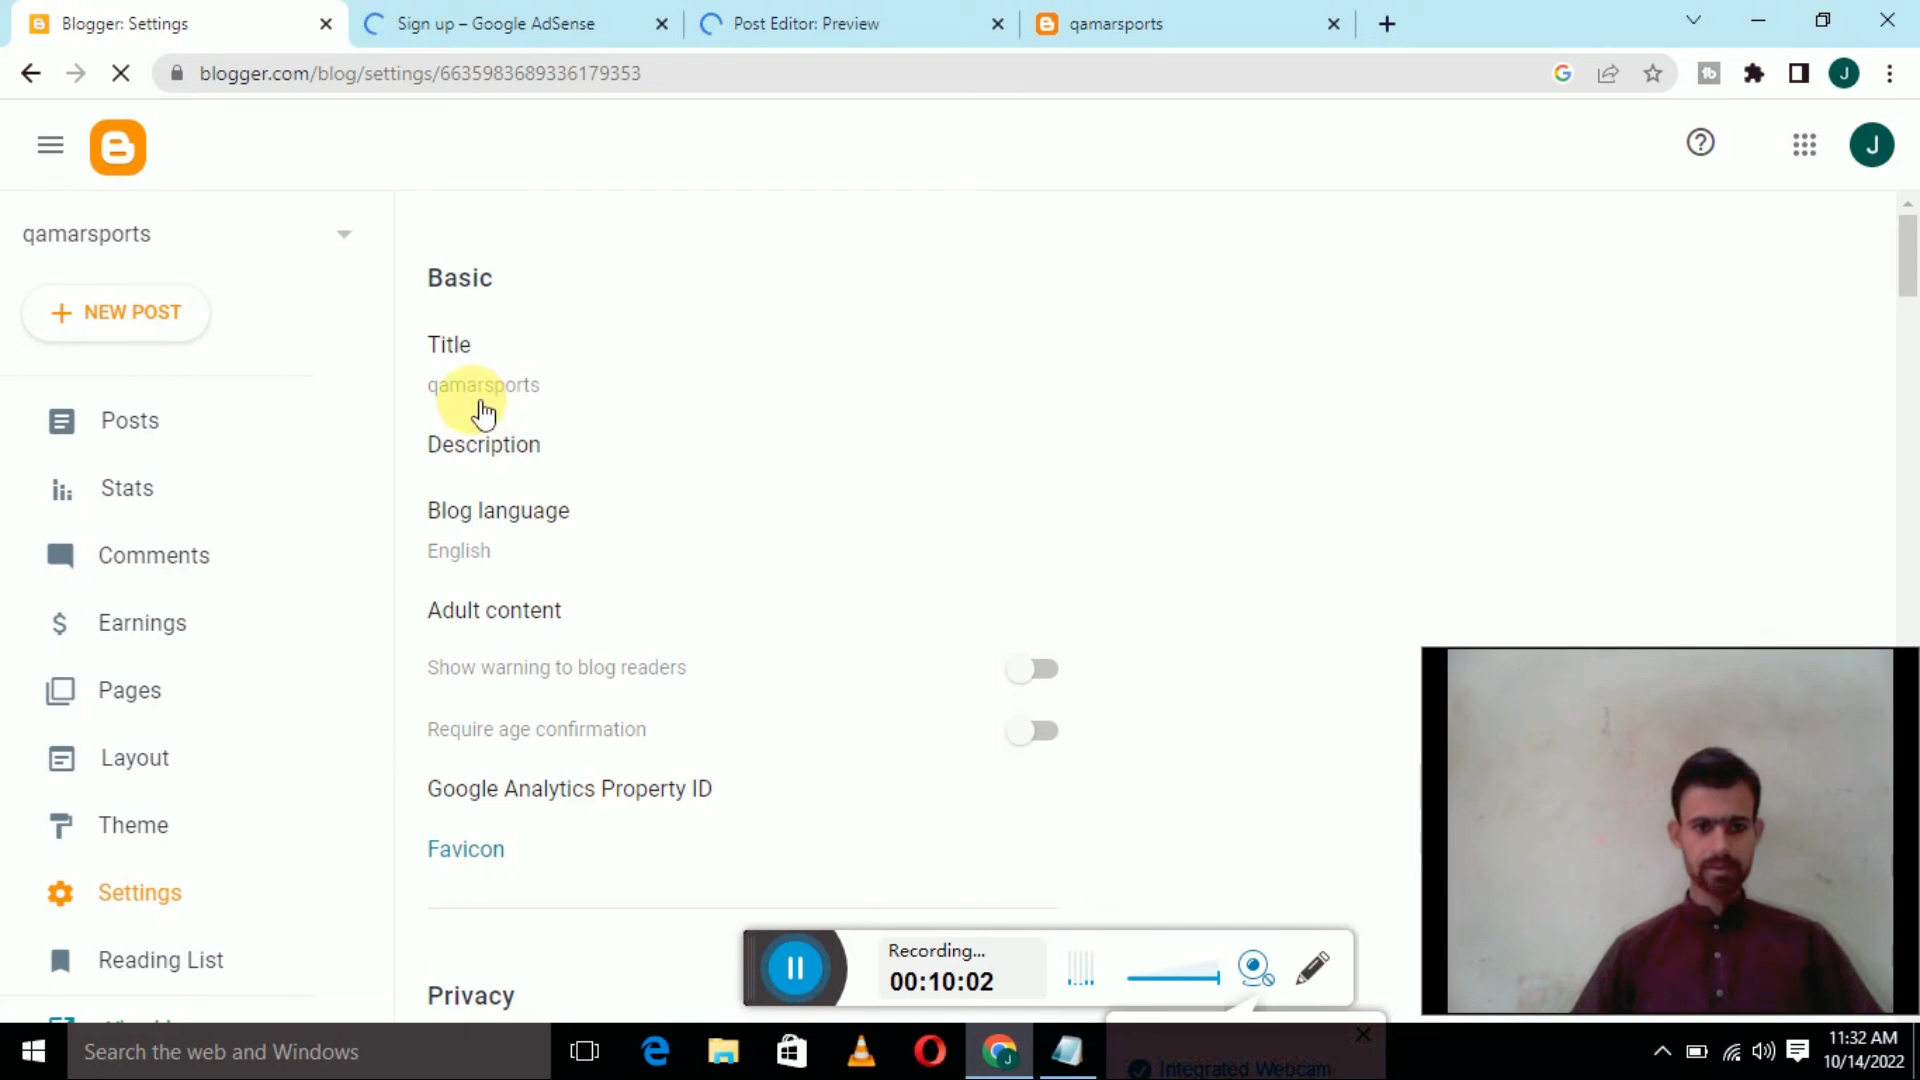 Blogger: Settings
Sign up – Google AdSense
Post Editor: Preview
qamarsports
blogger.com/blog/settings/6635983689336179353
J
J
qamarsports
NEW POST
Posts
Stats
Comments
Earnings
Pages
Layout
Theme
Settings
Reading List
Basic
Title
qamarsports
Description
Blog language
English
Adult content
Show warning to blog readers
Require age confirmation
Google Analytics Property ID
Favicon
Privacy
Recording...
00:10:02
Integrated Webcam
Search the web and Windows
11:32 AM
10/14/2022